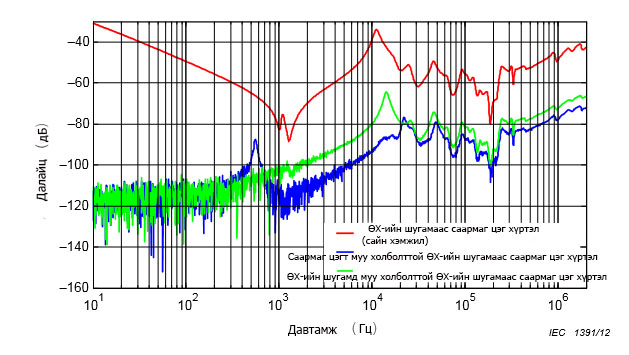 −40
−60
−80
−100
−120
−140
−160
Далайц (дБ)
10¹ 10² 10³ 10⁴ 10⁵ 10⁶
Давтамж (Гц)
ӨХ-ийн шугамаас саармаг цэг хүртэл
(сайн хэмжил)
Саармаг цэгт муу холболттой ӨХ-ийн шугамаас саармаг цэг хүртэл
ӨХ-ийн шугамд муу холболттой ӨХ-ийн шугамаас саармаг цэг хүртэл
IEC 1391/12